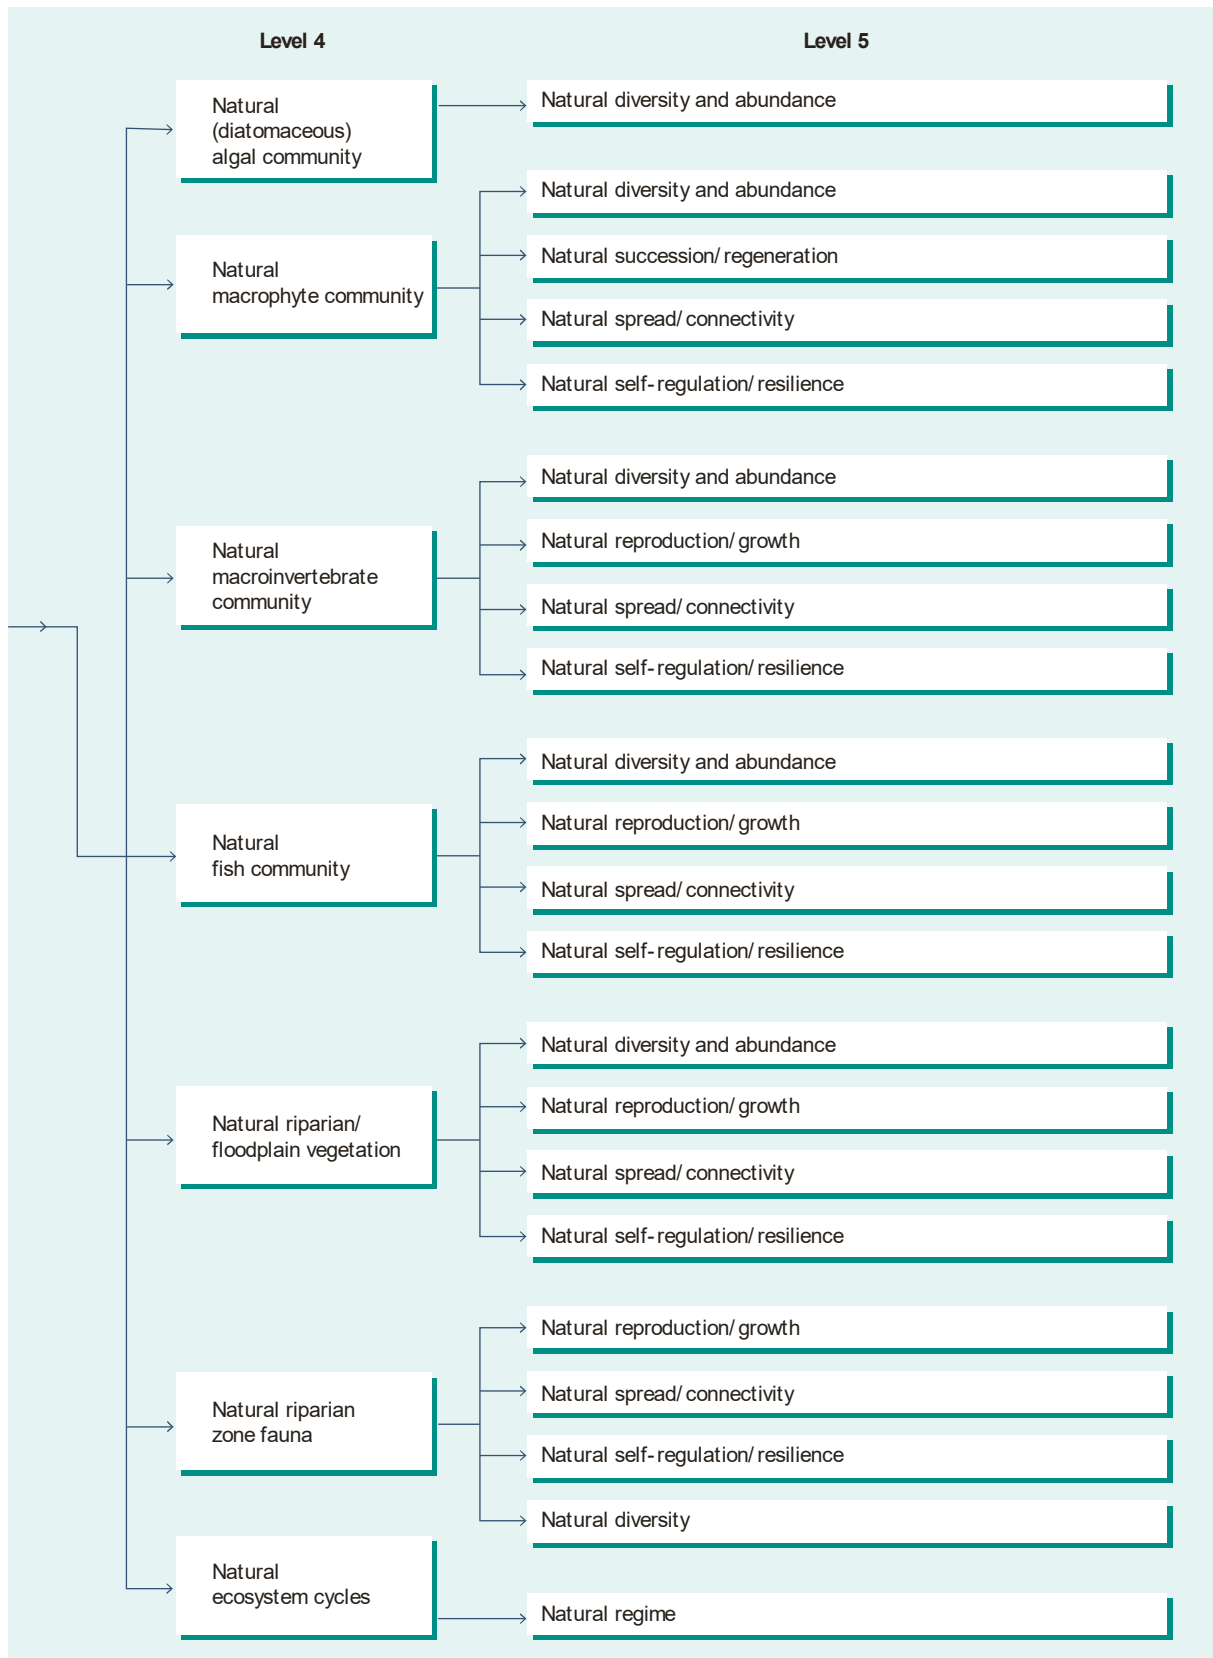 Level 4
Level 5
Natural
(diatomaceous)
algal community
Natural diversity and abundance
Natural
macrophyte community
Natural diversity and abundance
Natural succession/regeneration
Natural spread/connectivity
Natural self-regulation/resilience
Natural
macroinvertebrate
community
Natural diversity and abundance
Natural reproduction/growth
Natural spread/connectivity
Natural self-regulation/resilience
Natural
fish community
Natural diversity and abundance
Natural reproduction/growth
Natural spread/connectivity
Natural self-regulation/resilience
Natural riparian/
floodplain vegetation
Natural diversity and abundance
Natural reproduction/growth
Natural spread/connectivity
Natural self-regulation/resilience
Natural riparian
zone fauna
Natural reproduction/growth
Natural spread/connectivity
Natural self-regulation/resilience
Natural diversity
Natural
ecosystem cycles
Natural regime